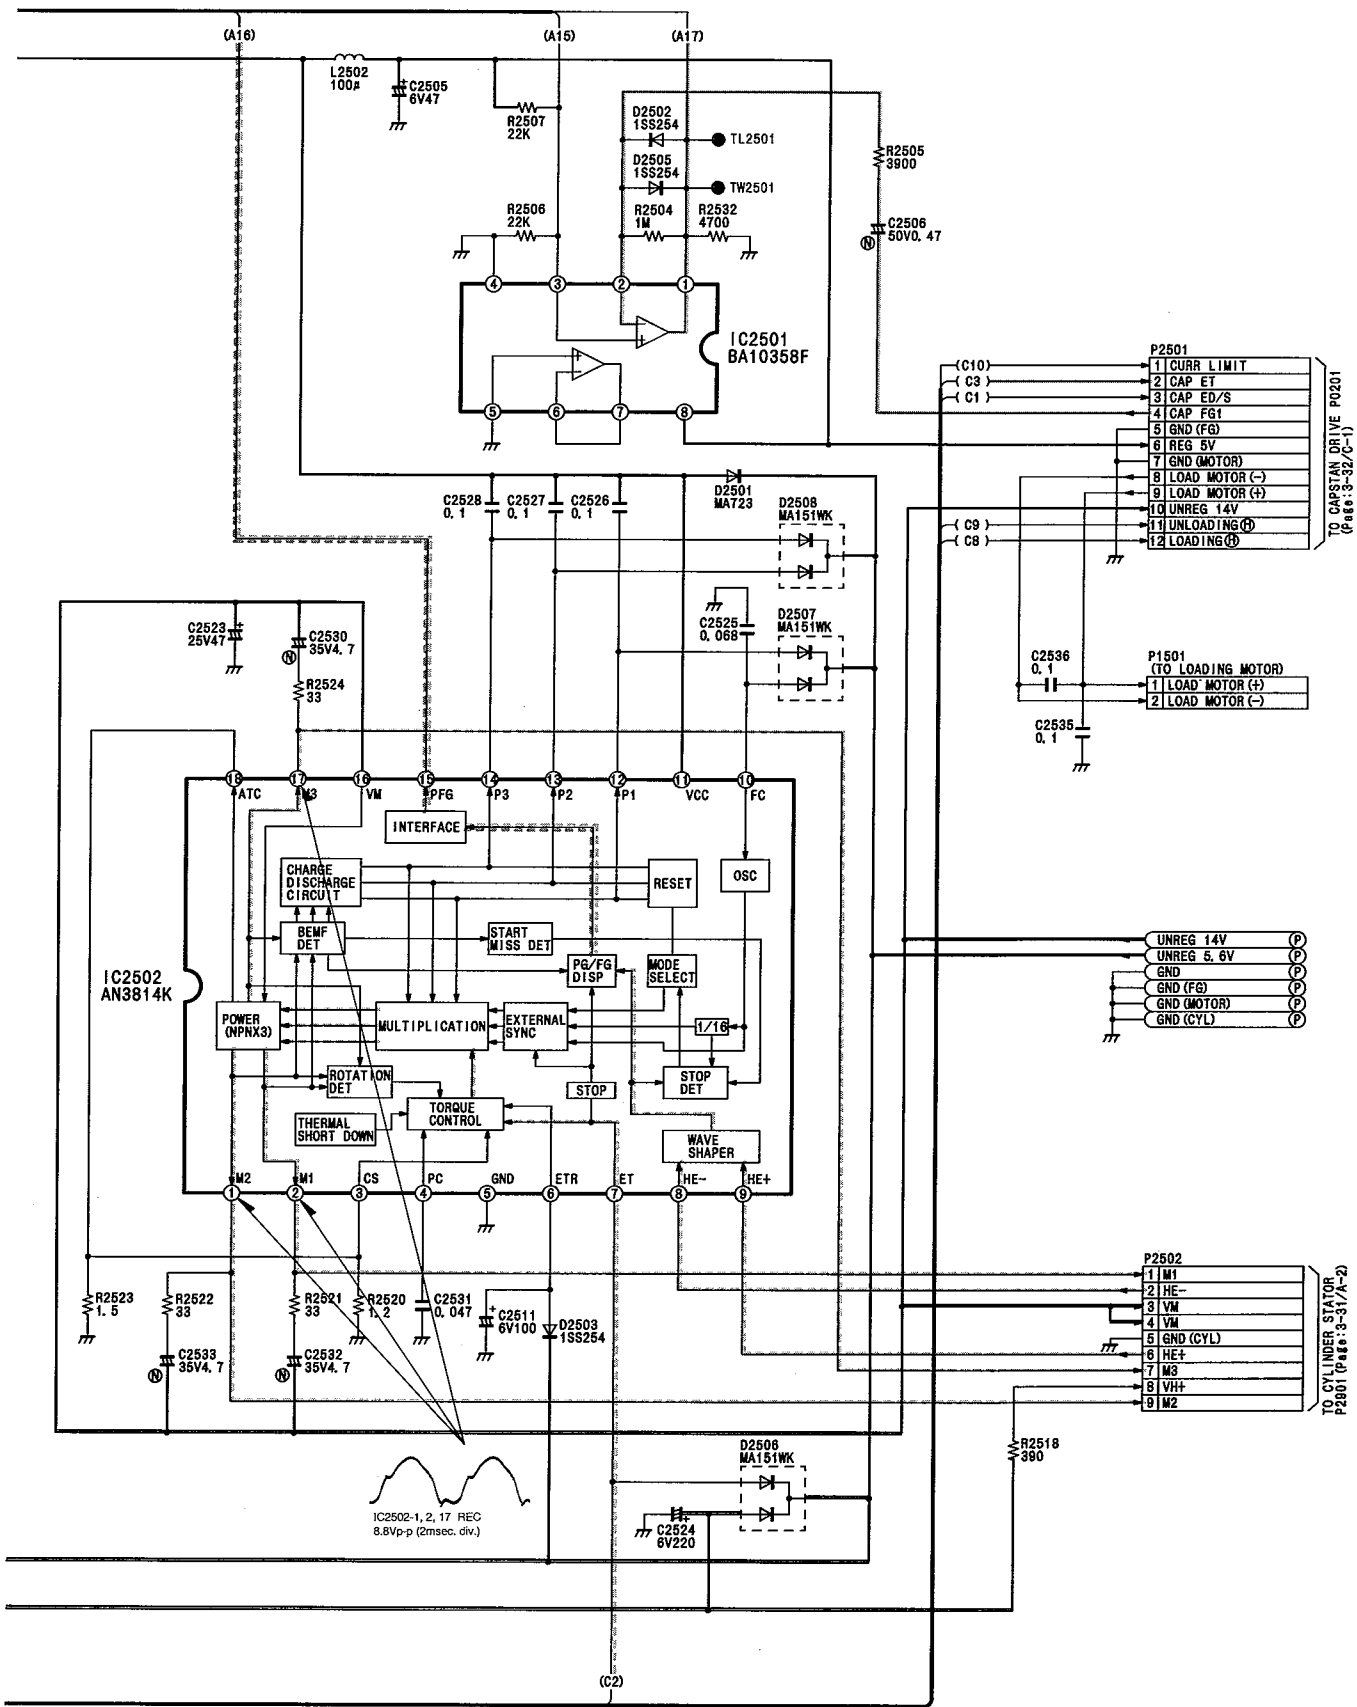 (A16)
(A15)
(A17)
L2502
100μ
C2505
6V47
R2507
22K
D2502
1SS254
TL2501
D2505
1SS254
TW2501
R2505
3900
R2506
22K
R2504
1M
R2532
4700
C2506
50V0.47
N
4
3
2
1
IC2501
BA10358F
5
6
7
8
P2501
(C10) 1 CURR LIMIT
(C3) 2 CAP ET
(C1) 3 CAP ED/S
4 CAP FG1
5 GND(FG)
6 REG 5V
7 GND(MOTOR)
8 LOAD MOTOR(-)
9 LOAD MOTOR(+)
10 UNREG 14V
(C9) 11 UNLOADING H
(C8) 12 LOADING H
TO CAPSTAN DRIVE P0201
(Page:3-32/C-1)
C2528
0.1
C2527
0.1
C2526
0.1
D2501
MA723
D2508
MA151WK
C2525
0.068
D2507
MA151WK
C2523
25V47
C2530
35V4.7
N
R2524
33
C2536
0.1
C2535
0.1
P1501
(TO LOADING MOTOR)
1 LOAD MOTOR(+)
2 LOAD MOTOR(-)
18
17
16
15
14
13
12
11
10
ATC
M3
VM
PFG
P3
P2
P1
VCC
FC
INTERFACE
CHARGE
DISCHARGE
CIRCUIT
RESET
OSC
BEMF
DET
START
MISS DET
PG/FG
DISP
MODE
SELECT
IC2502
AN3814K
POWER
(NPNX3)
MULTIPLICATION
EXTERNAL
SYNC
1/16
ROTATION
DET
STOP
STOP
DET
THERMAL
SHORT DOWN
TORQUE
CONTROL
WAVE
SHAPER
M2
M1
CS
PC
GND
ETR
ET
HE-
HE+
1
2
3
4
5
6
7
8
9
UNREG 14V P
UNREG 5.6V P
GND P
GND(FG) P
GND(MOTOR) P
GND(CYL) P
R2523
1.5
R2522
33
R2521
33
R2520
1.2
C2531
0.047
C2511
6V100
D2503
1SS254
C2533
35V4.7
N
C2532
35V4.7
N
P2502
1 M1
2 HE-
3 VM
4 VM
5 GND(CYL)
6 HE+
7 M3
8 VH+
9 M2
TO CYLINDER STATOR
P2901(Page:3-31/A-2)
R2518
390
D2506
MA151WK
C2524
6V220
IC2502-1, 2, 17 REC
8.8Vp-p (2msec. div.)
(C2)